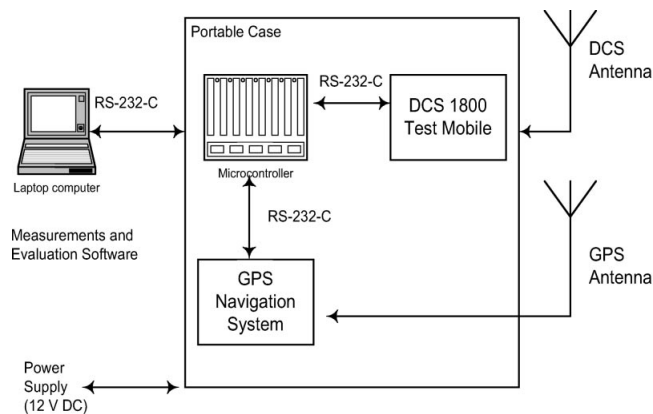 Portable Case
RS-232-C
Laptop computer
Measurements and
Evaluation Software
Microcontroller
RS-232-C
DCS 1800
Test Mobile
RS-232-C
GPS
Navigation
System
DCS
Antenna
GPS
Antenna
Power
Supply
(12 V DC)